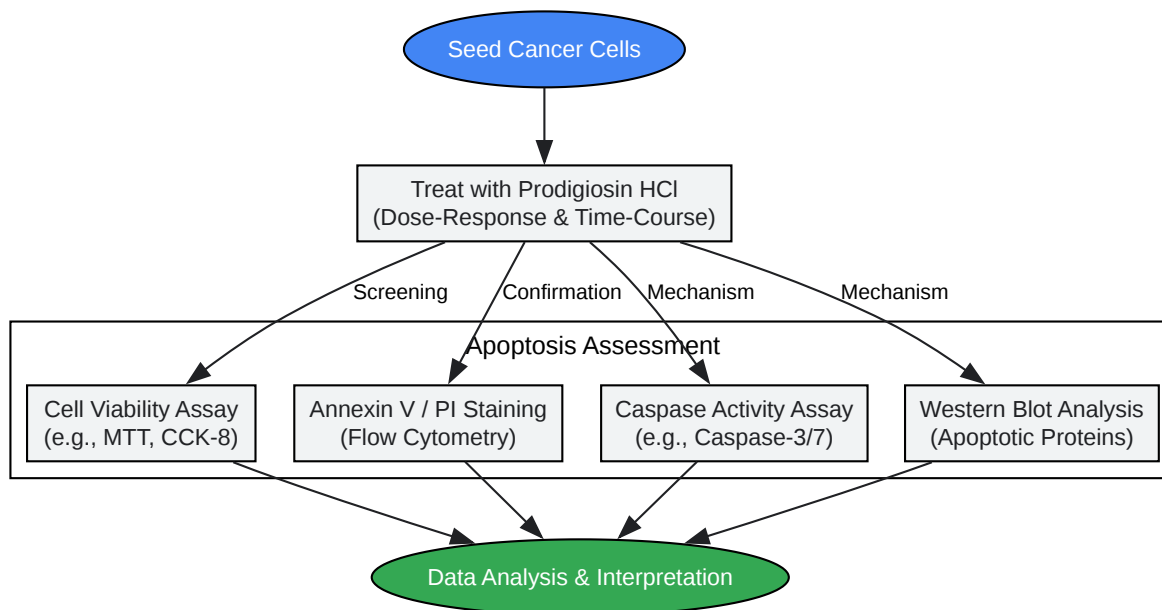 Seed Cancer Cells
Treat with Prodigiosin HCl
(Dose-Response & Time-Course)
Screening
Confirmation
Mechanism
Mechanism
Apoptosis Assessment
Cell Viability Assay
(e.g., MTT, CCK-8)
Annexin V / PI Staining
(Flow Cytometry)
Caspase Activity Assay
(e.g., Caspase-3/7)
Western Blot Analysis
(Apoptotic Proteins)
Data Analysis & Interpretation